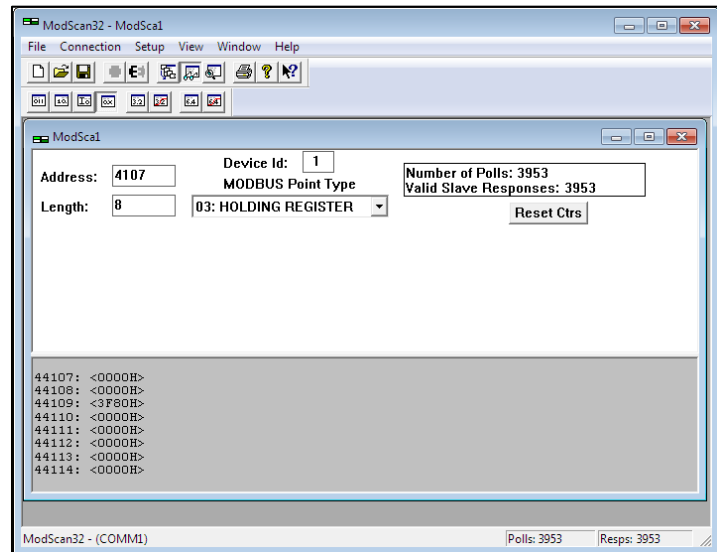 ModScan32 - ModSca1
File Connection Setup View Window Help
ModSca1
Address: 4107
Device Id: 1
MODBUS Point Type
Length: 8
03: HOLDING REGISTER
Number of Polls: 3953
Valid Slave Responses: 3953
Reset Ctrs
44107: <0000H>
44108: <0000H>
44109: <3F80H>
44110: <0000H>
44111: <0000H>
44112: <0000H>
44113: <0000H>
44114: <0000H>
ModScan32 - (COMM1)
Polls: 3953
Resps: 3953